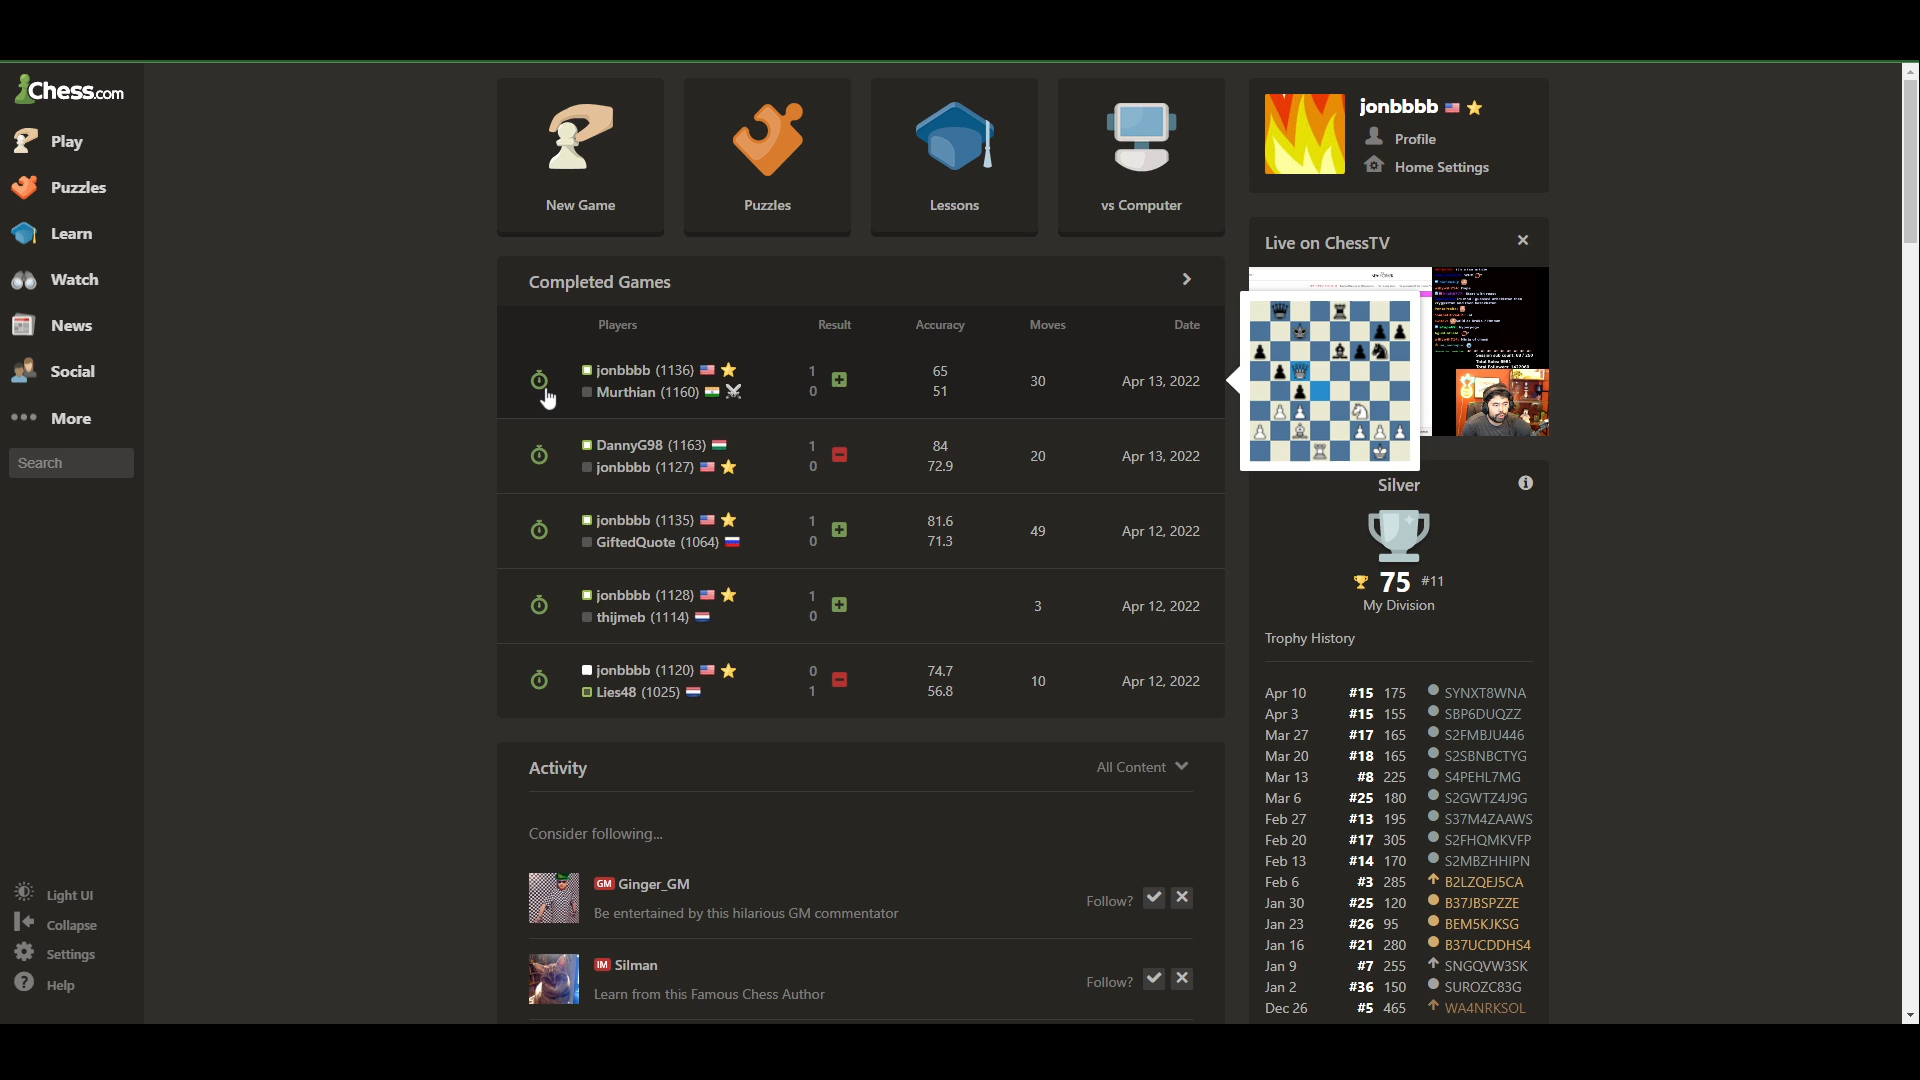 Chess.com
Play
Puzzles
Learn
Watch
News
Social
More
Search
Light UI
Collapse
Settings
Help
New Game
Puzzles
Lessons
vs Computer
Completed Games
Players Result Accuracy Moves Date
jonbbbb (1136) 1 65
Murthian (1160) 0 51
30 Apr 13, 2022
DannyG98 (1163) 1 84
jonbbbb (1127) 0 72.9
20 Apr 13, 2022
jonbbbb (1135) 1 81.6
GiftedQuote (1064) 0 71.3
49 Apr 12, 2022
jonbbbb (1128) 1
thijmeb (1114) 0
3 Apr 12, 2022
jonbbbb (1120) 0 74.7
Lies48 (1025) 1 56.8
10 Apr 12, 2022
Activity
All Content
Consider following...
GM Ginger_GM
Be entertained by this hilarious GM commentator
Follow?
IM Silman
Learn from this Famous Chess Author
Follow?
jonbbbb
Profile
Home Settings
Live on ChessTV
Silver
75 #11
My Division
Trophy History
Apr 10 #15 175 SYNXT8WNA
Apr 3 #15 155 SBP6DUQZZ
Mar 27 #17 165 S2FMBJU446
Mar 20 #18 165 S2SBNBCTYG
Mar 13 #8 225 S4PEHL7MG
Mar 6 #25 180 S2GWTZ4J9G
Feb 27 #13 195 S37M4ZAAWS
Feb 20 #17 305 S2FHQMKVFP
Feb 13 #14 170 S2MBZHHIPN
Feb 6 #3 285 B2LZQEJ5CA
Jan 30 #25 120 B37JBSPZZE
Jan 23 #26 95 BEM5KJKSG
Jan 16 #21 280 B37UCDDHS4
Jan 9 #7 255 SNGQVW3SK
Jan 2 #36 150 SUROZC83G
Dec 26 #5 465 WA4NRKSOL